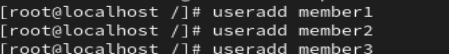 [root@localhost /]# useradd member1
[root@localhost /]# useradd member2
[root@localhost /]# useradd member3